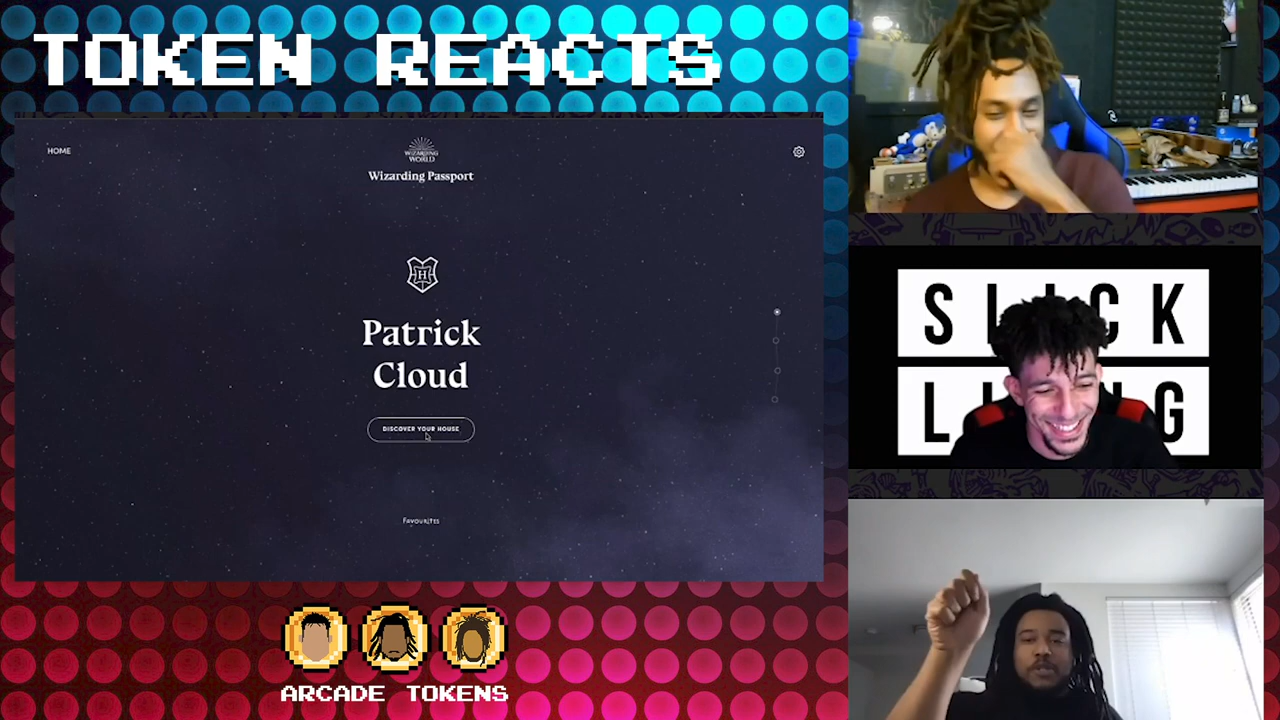 TOKEN REACTS
HOME
WIZARDING
WORLD
Wizarding Passport
H
Patrick
Cloud
DISCOVER YOUR HOUSE
FAVOURITES
S L C K
L G
ARCADE TOKENS